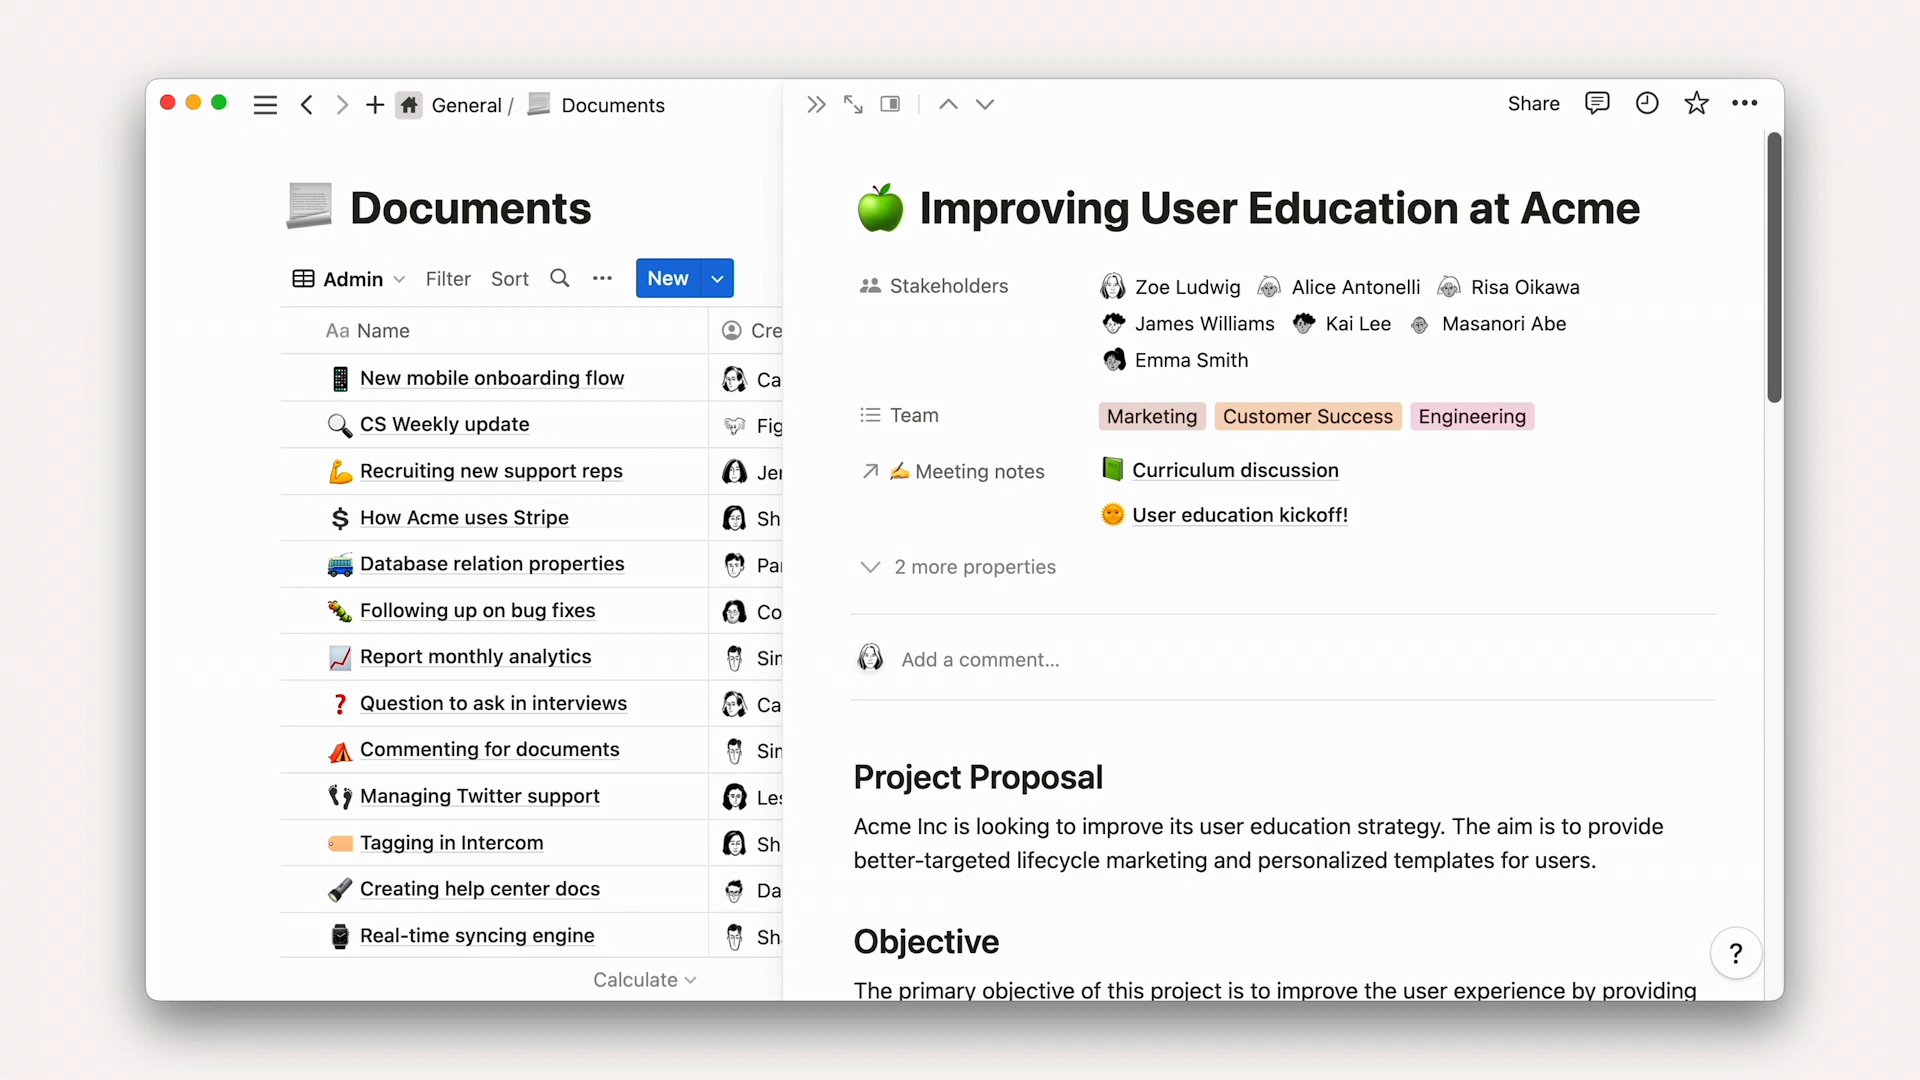 General / Documents
Share
Documents
Admin Filter Sort New
Aa Name Cre
New mobile onboarding flow Ca
CS Weekly update Fig
Recruiting new support reps Jer
How Acme uses Stripe Sh
Database relation properties Par
Following up on bug fixes Co
Report monthly analytics Sim
Question to ask in interviews Ca
Commenting for documents Sim
Managing Twitter support Les
Tagging in Intercom Sh
Creating help center docs Da
Real-time syncing engine Sha
Calculate
Improving User Education at Acme
Stakeholders
Zoe Ludwig Alice Antonelli Risa Oikawa
James Williams Kai Lee Masanori Abe
Emma Smith
Team Marketing Customer Success Engineering
Meeting notes Curriculum discussion
User education kickoff!
2 more properties
Add a comment...
Project Proposal
Acme Inc is looking to improve its user education strategy. The aim is to provide
better-targeted lifecycle marketing and personalized templates for users.
Objective
The primary objective of this project is to improve the user experience by providing
?